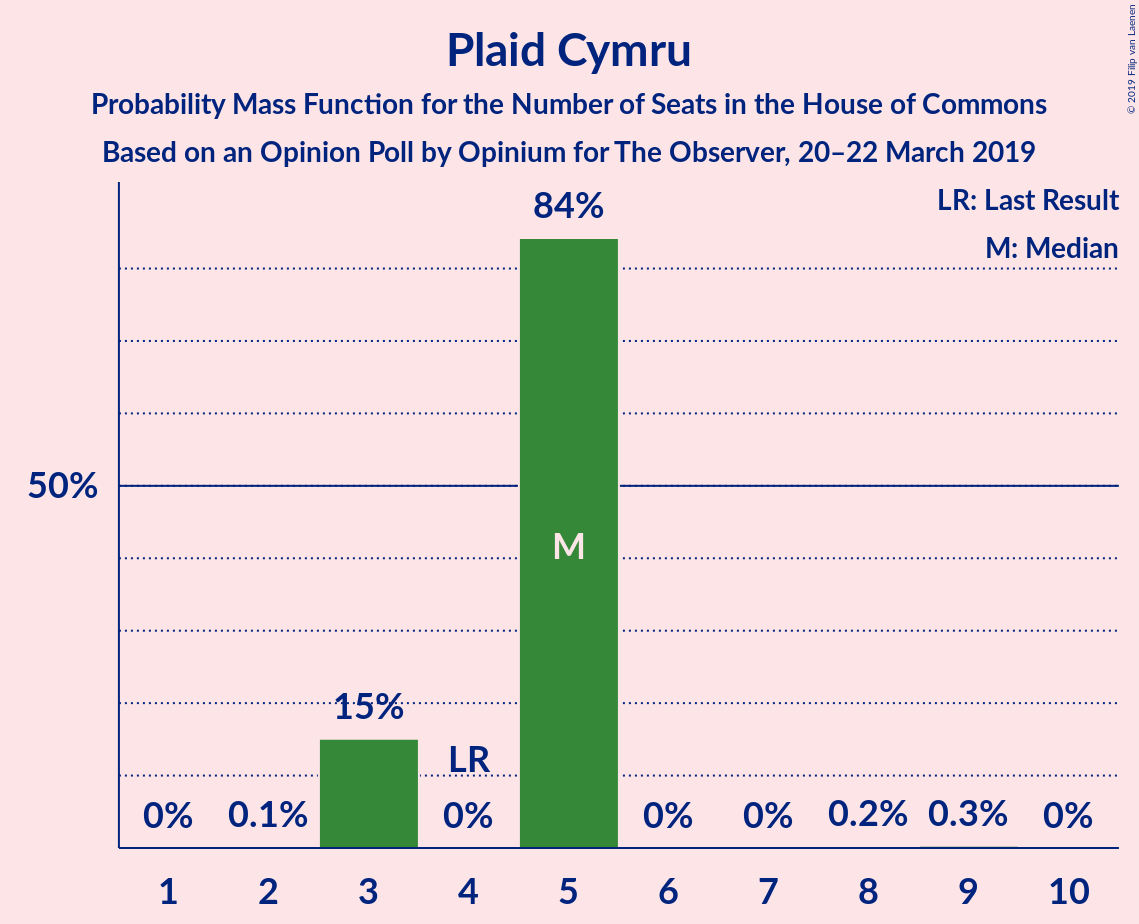 Plaid Cymru
Probability Mass Function for the Number of Seats in the House of Commons
Based on an Opinion Poll by Opinium for The Observer, 20–22 March 2019
© 2019 Filip van Laenen
LR: Last Result
M: Median
84%
50%
M
15%
LR
0% 0.1% 0% 0% 0% 0.2% 0.3% 0%
1 2 3 4 5 6 7 8 9 10